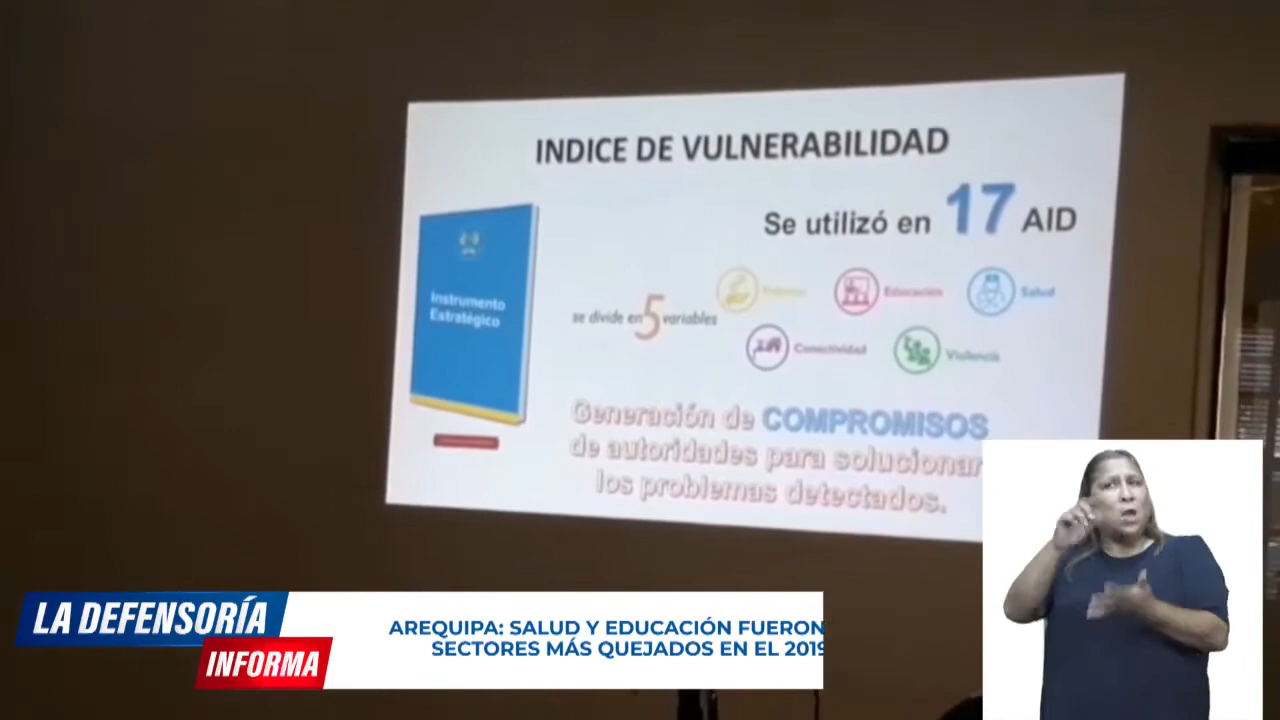 INDICE DE VULNERABILIDAD
Se utilizó en 17 AID
Instrumento
Estratégico
se divide en 5 variables
Educación
Salud
Conectividad
Violencia
Generación de COMPROMISOS
de autoridades para solucionar
los problemas detectados.
LA DEFENSORÍA
INFORMA
AREQUIPA: SALUD Y EDUCACIÓN FUERON
SECTORES MÁS QUEJADOS EN EL 2019